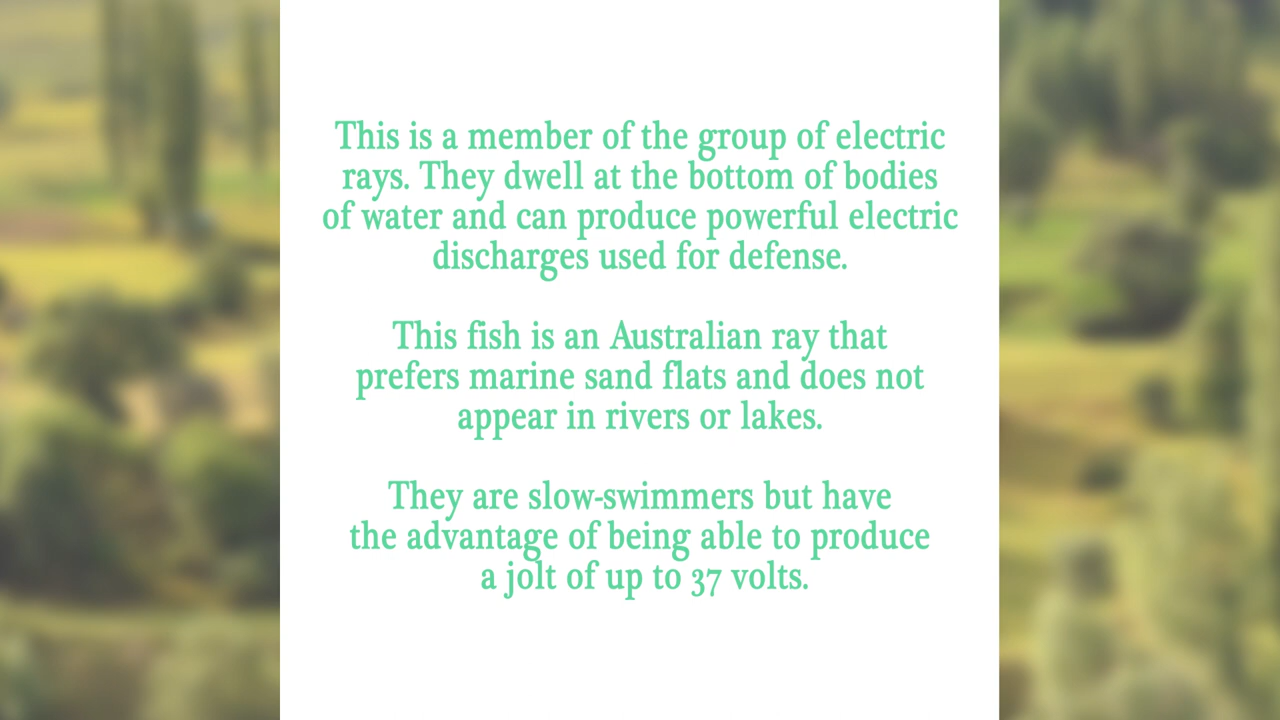 This is a member of the group of electric
rays. They dwell at the bottom of bodies
of water and can produce powerful electric
discharges used for defense.
This fish is an Australian ray that
prefers marine sand flats and does not
appear in rivers or lakes.
They are slow-swimmers but have
the advantage of being able to produce
a jolt of up to 37 volts.